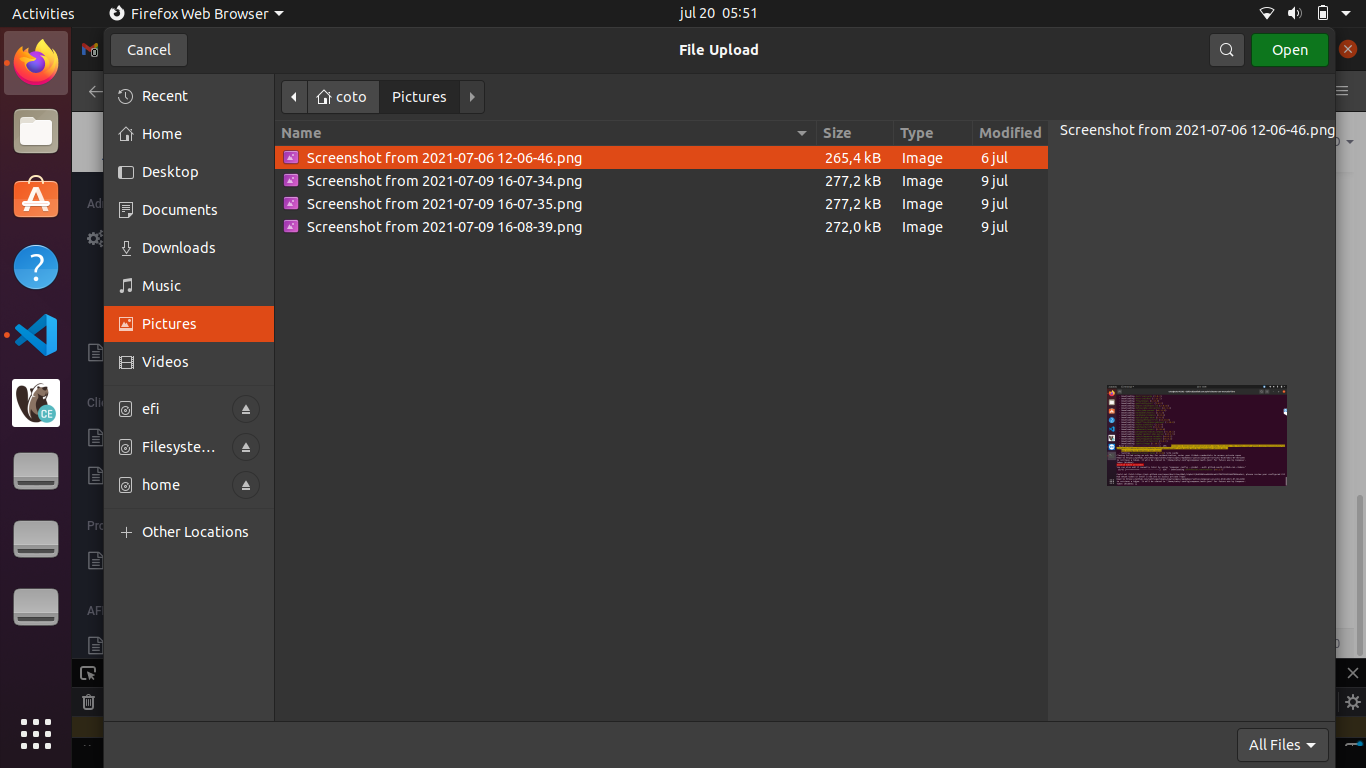 Activities Firefox Web Browser jul 20 05:51
Cancel File Upload Open
Recent
Home
Desktop
Documents
Downloads
Music
Pictures
Videos
efi
Filesyste...
home
Other Locations
coto Pictures
Name Size Type Modified
Screenshot from 2021-07-06 12-06-46.png 265,4 kB Image 6 jul
Screenshot from 2021-07-09 16-07-34.png 277,2 kB Image 9 jul
Screenshot from 2021-07-09 16-07-35.png 277,2 kB Image 9 jul
Screenshot from 2021-07-09 16-08-39.png 272,0 kB Image 9 jul
Screenshot from 2021-07-06 12-06-46.png
All Files
CE